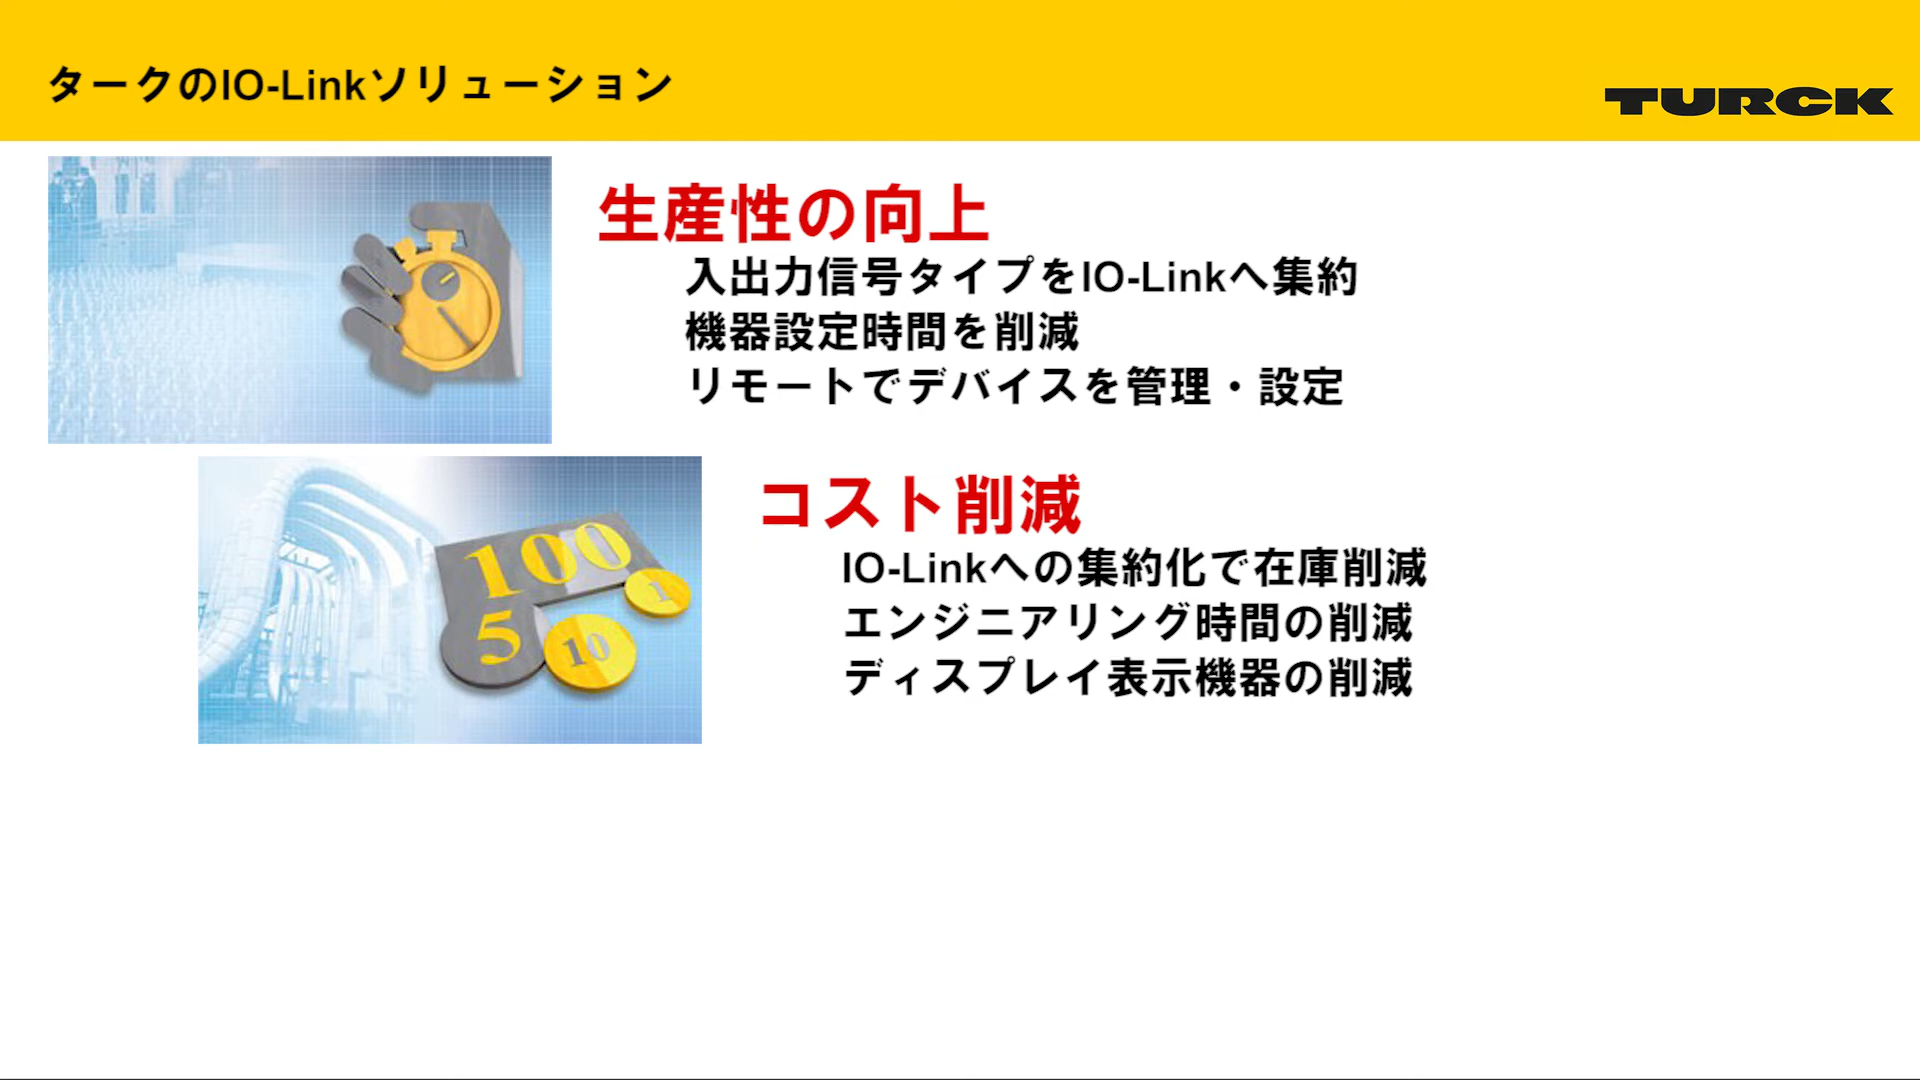 タークのIO-Linkソリューション
TURCK
生産性の向上
入出力信号タイプをIO-Linkへ集約
機器設定時間を削減
リモートでデバイスを管理・設定
コスト削減
IO-Linkへの集約化で在庫削減
エンジニアリング時間の削減
ディスプレイ表示機器の削減
100
1
5
10